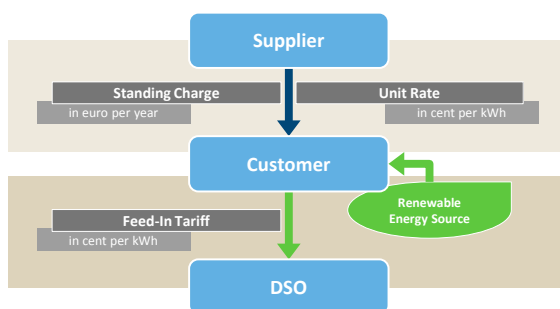 Supplier
Standing Charge
Unit Rate
in euro per year
in cent per kWh
Customer
Renewable
Energy Source
Feed-In Tariff
in cent per kWh
DSO